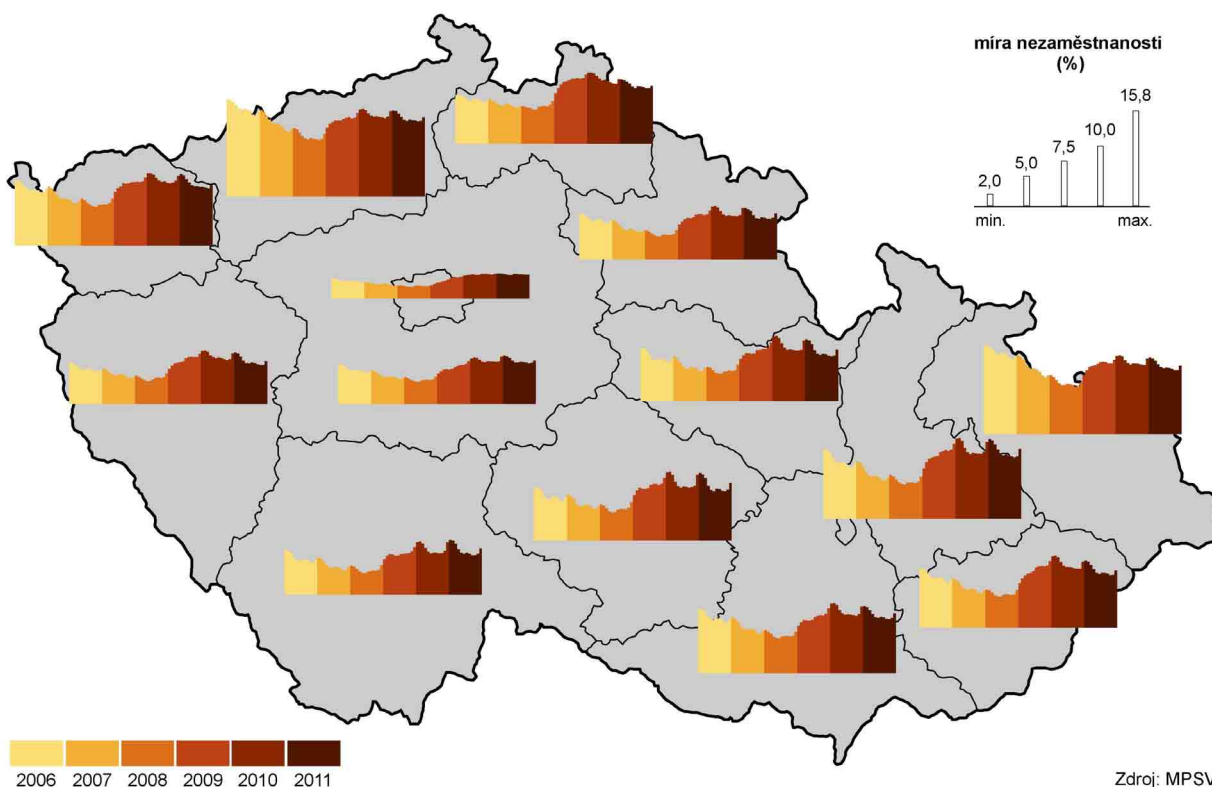 míra nezaměstnanosti
(%)
15,8
10,0
7,5
5,0
2,0
min.
max.
2006 2007 2008 2009 2010 2011
Zdroj: MPSV